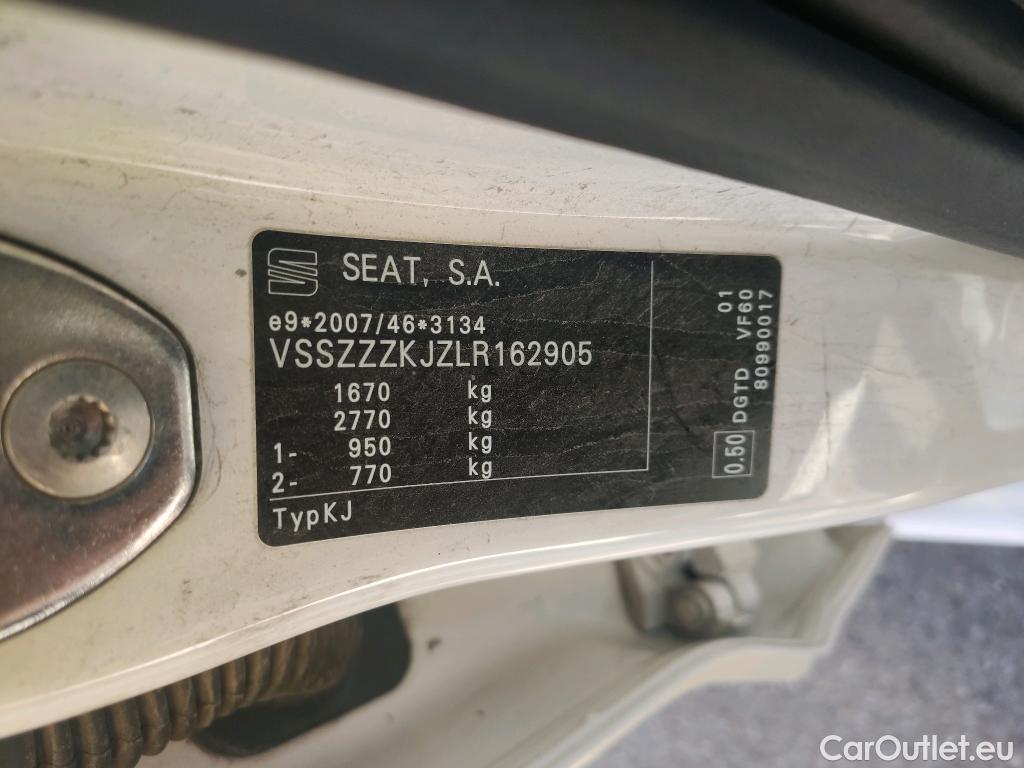 SEAT, S.A.
e9*2007/46*3134
VSSZZZKJZLR162905
1670 kg
2770 kg
1- 950 kg
2- 770 kg
TypKJ
0.50 DGTD VF60 01
80990017
CarOutlet.eu